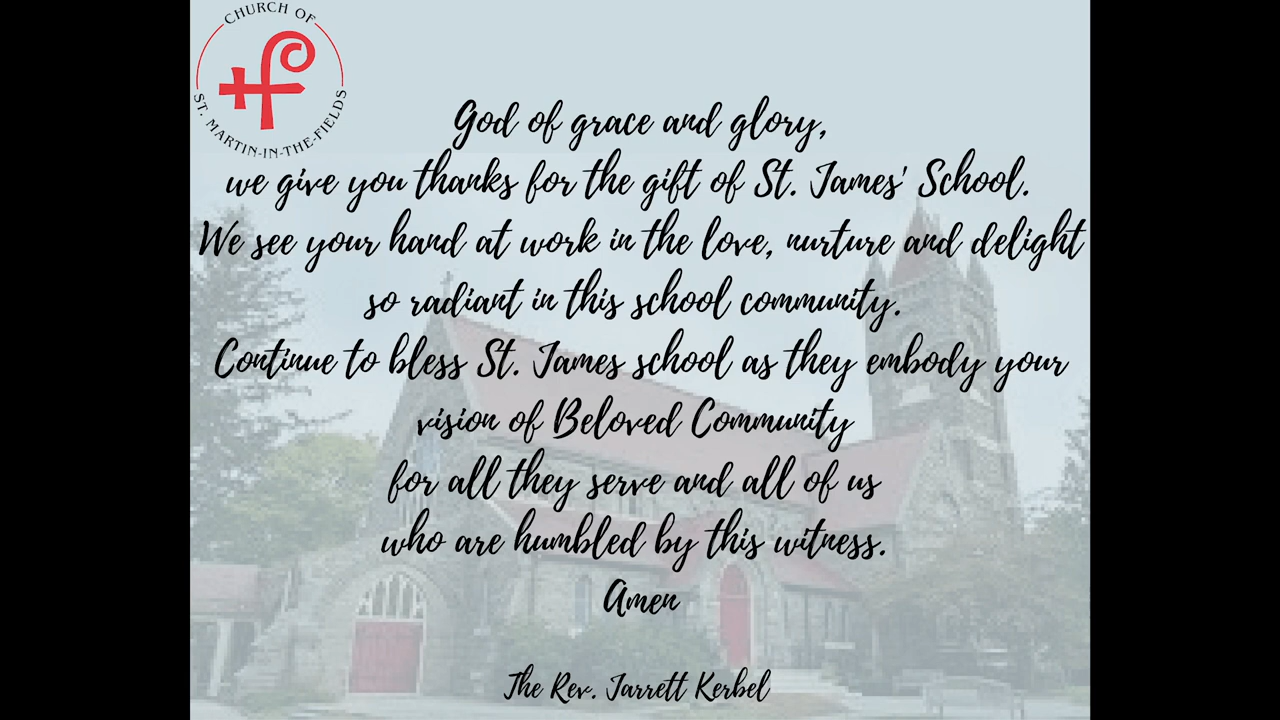 CHURCH OF
ST. MARTIN-IN-THE-FIELDS
God of grace and glory,
we give you thanks for the gift of St. James' School.
We see your hand at work in the love, nurture and delight
so radiant in this school community.
Continue to bless St. James school as they embody your
vision of Beloved Community
for all they serve and all of us
who are humbled by this witness.
Amen
The Rev. Jarrett Kerbel